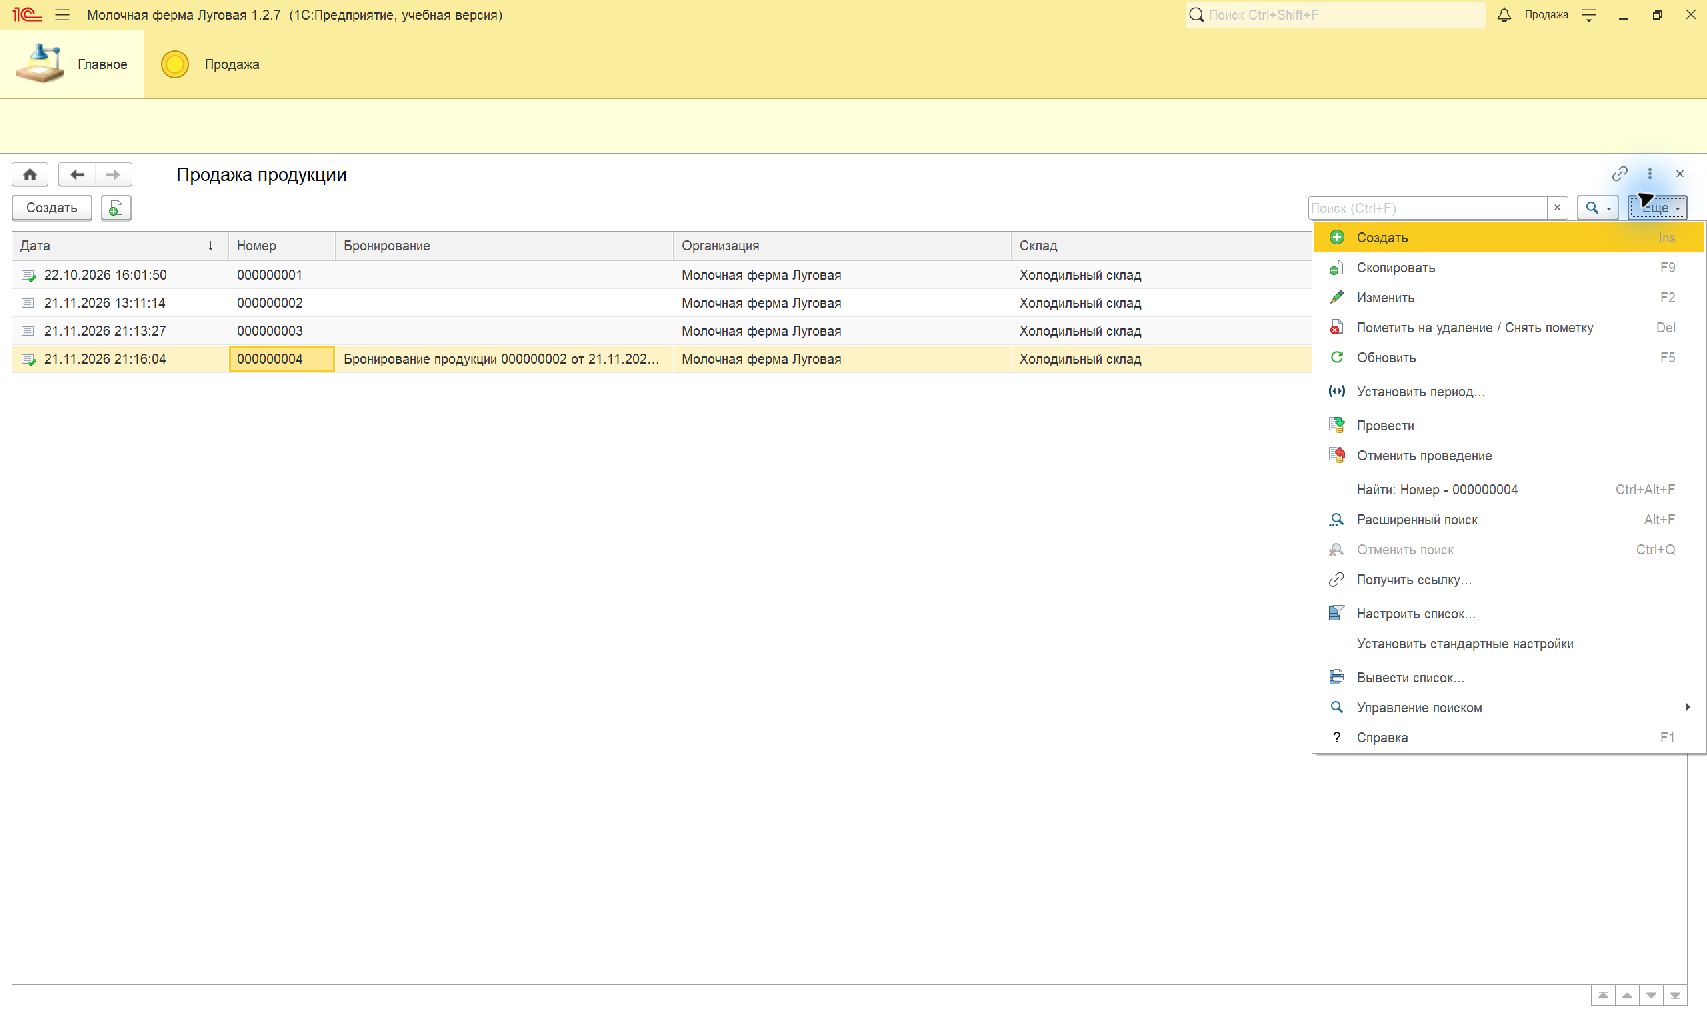 1С Молочная ферма Луговая 1.2.7 (1С:Предприятие, учебная версия) Поиск Ctrl+Shift+F Продажа
Главное Продажа
Продажа продукции
Создать Поиск (Ctrl+F) × Еще
Дата ↓ Номер Бронирование Организация Склад
22.10.2026 16:01:50 000000001 Молочная ферма Луговая Холодильный склад
21.11.2026 13:11:14 000000002 Молочная ферма Луговая Холодильный склад
21.11.2026 21:13:27 000000003 Молочная ферма Луговая Холодильный склад
21.11.2026 21:16:04 000000004 Бронирование продукции 000000002 от 21.11.202... Молочная ферма Луговая Холодильный склад
Создать Ins
Скопировать F9
Изменить F2
Пометить на удаление / Снять пометку Del
Обновить F5
Установить период...
Провести
Отменить проведение
Найти: Номер - 000000004 Ctrl+Alt+F
Расширенный поиск Alt+F
Отменить поиск Ctrl+Q
Получить ссылку...
Настроить список...
Установить стандартные настройки
Вывести список...
Управление поиском
? Справка F1